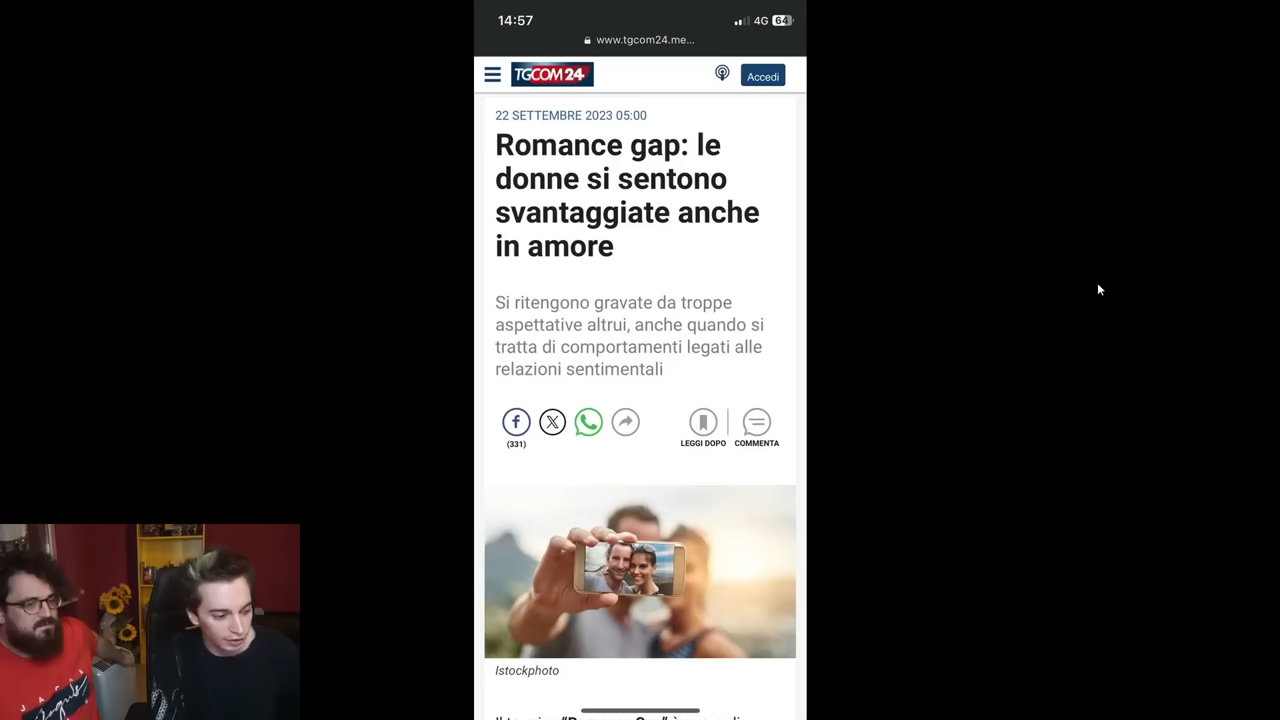 14:57
4G 64
www.tgcom24.me...
TGCOM24
Accedi
22 SETTEMBRE 2023 05:00
Romance gap: le
donne si sentono
svantaggiate anche
in amore
Si ritengono gravate da troppe
aspettative altrui, anche quando si
tratta di comportamenti legati alle
relazioni sentimentali
(331)
LEGGI DOPO
COMMENTA
Istockphoto